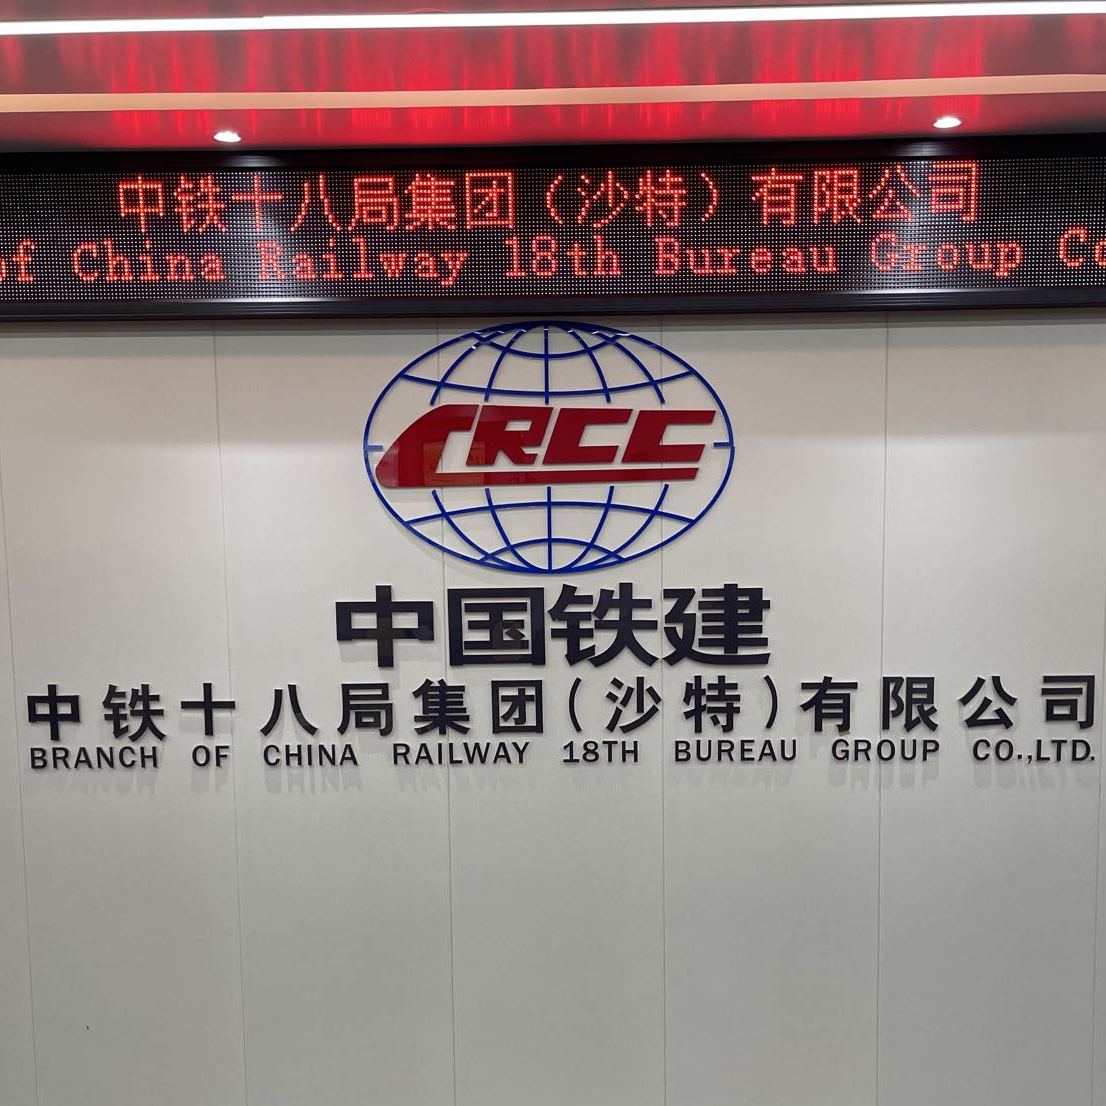 中铁十八局集团（沙特）有限公司
of China Railway 18th Bureau Group Co
CRCC
中国铁建
中铁十八局集团(沙特)有限公司
BRANCH OF CHINA RAILWAY 18TH BUREAU GROUP CO.,LTD.